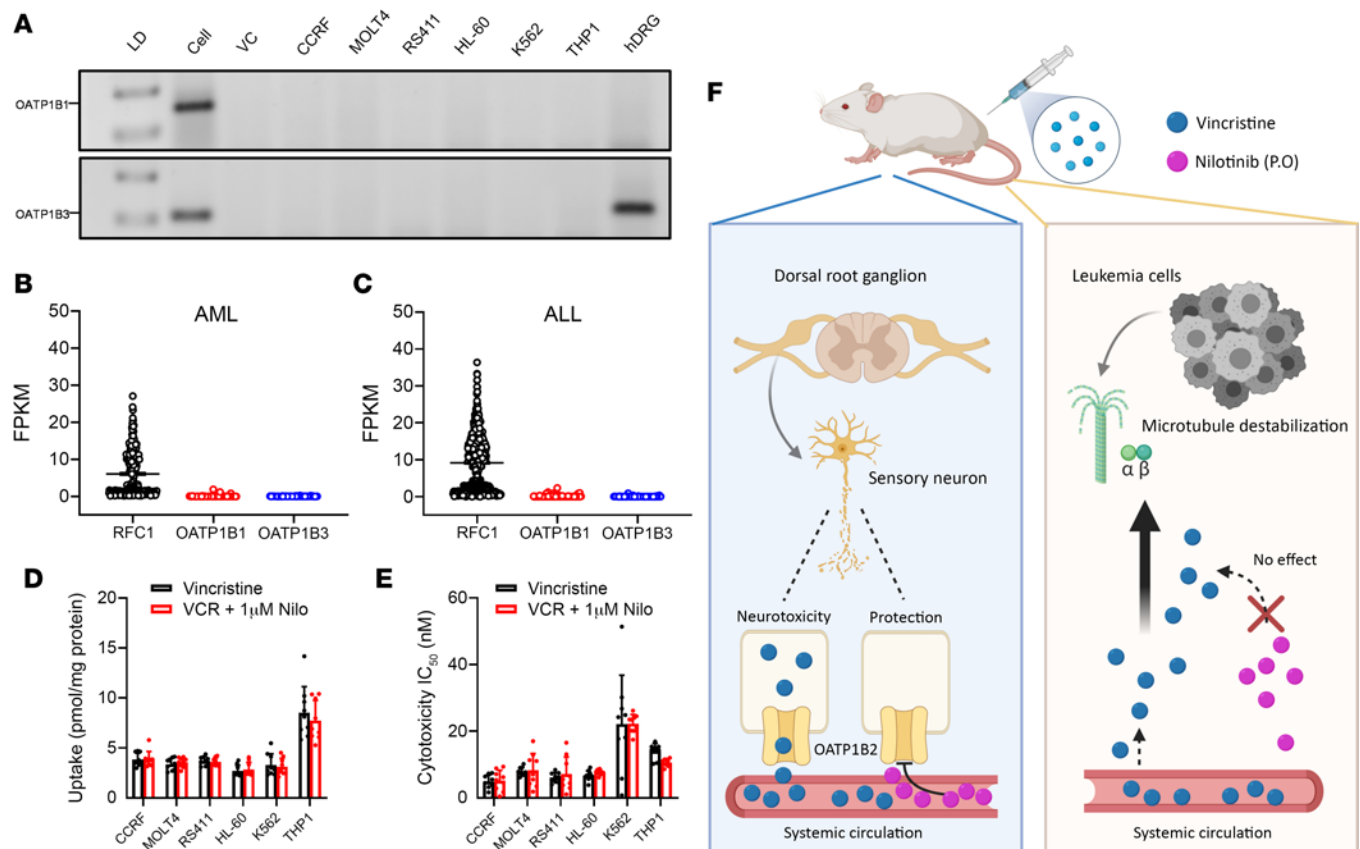 A
LD Cell VC CCRF MOLT4 RS411 HL-60 K562 THP1 hDRG
OATP1B1
OATP1B3
B
AML
FPKM
50
40
30
20
10
0
RFC1 OATP1B1 OATP1B3
C
ALL
FPKM
50
40
30
20
10
0
RFC1 OATP1B1 OATP1B3
D
Vincristine
VCR + 1μM Nilo
Uptake (pmol/mg protein)
20
15
10
5
0
CCRF MOLT4 RS411 HL-60 K562 THP1
E
Vincristine
VCR + 1μM Nilo
Cytotoxicity IC50 (nM)
60
40
20
0
CCRF MOLT4 RS411 HL-60 K562 THP1
F
Vincristine
Nilotinib (P.O)
Dorsal root ganglion
Sensory neuron
Neurotoxicity
Protection
OATP1B2
Systemic circulation
Leukemia cells
Microtubule destabilization
α β
No effect
Systemic circulation